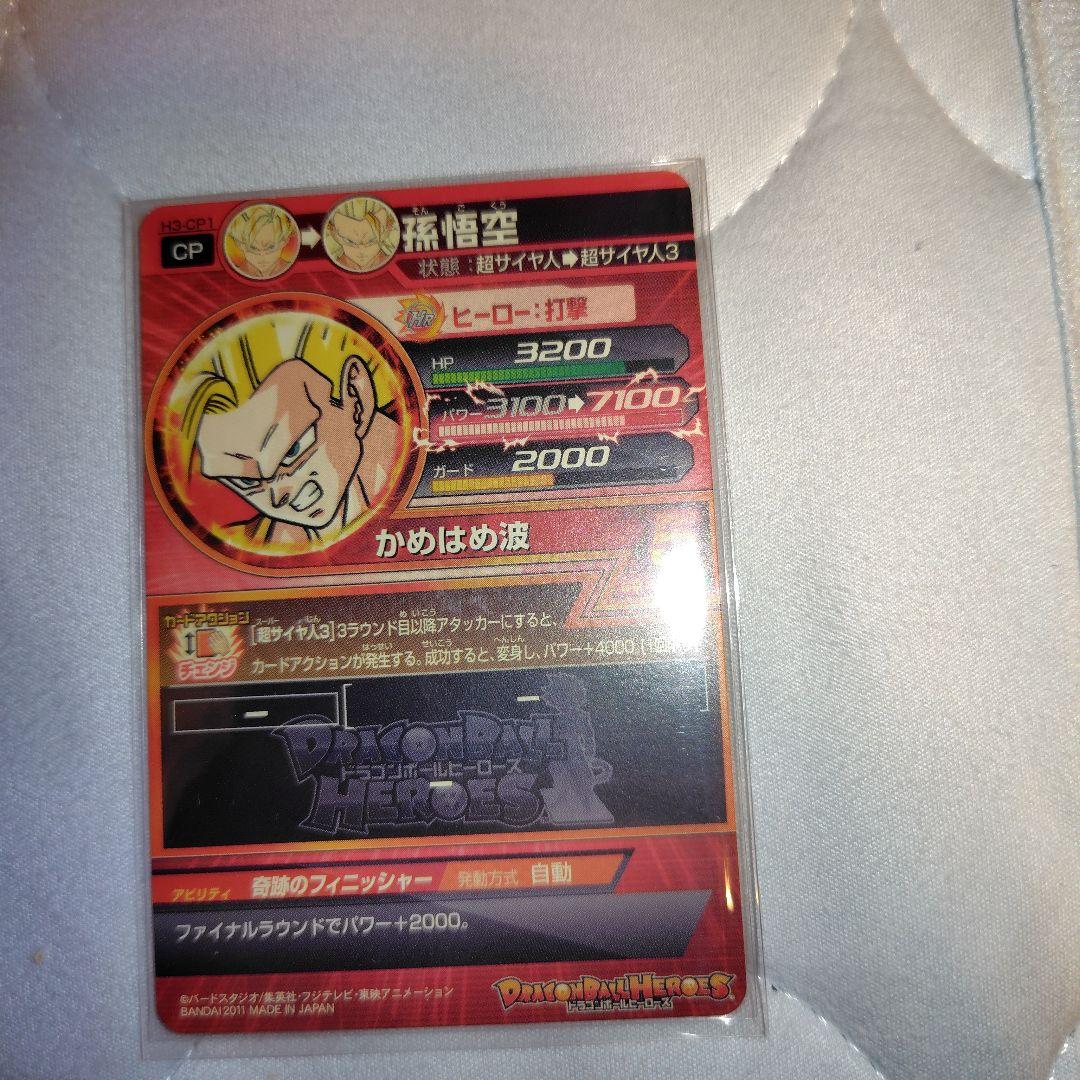 H3-CP1
CP
孫悟空
そん ご くう
状態：超サイヤ人➡超サイヤ人3
HR ヒーロー：打撃
HP 3200
パワー 3100➡7100
ガード 2000
かめはめ波
カードアクション
チェンジ
[超サイヤ人3]3ラウンド目以降アタッカーにすると、
カードアクションが発生する。成功すると、変身し、パワー+4000
－
－
－
DRAGONBALL
ドラゴンボールヒーローズ
HEROES
アビリティ 奇跡のフィニッシャー 発動方式 自動
ファイナルラウンドでパワー+2000。
©バードスタジオ/集英社・フジテレビ・東映アニメーション
BANDAI 2011 MADE IN JAPAN
DRAGONBALL HEROES
ドラゴンボールヒーローズ